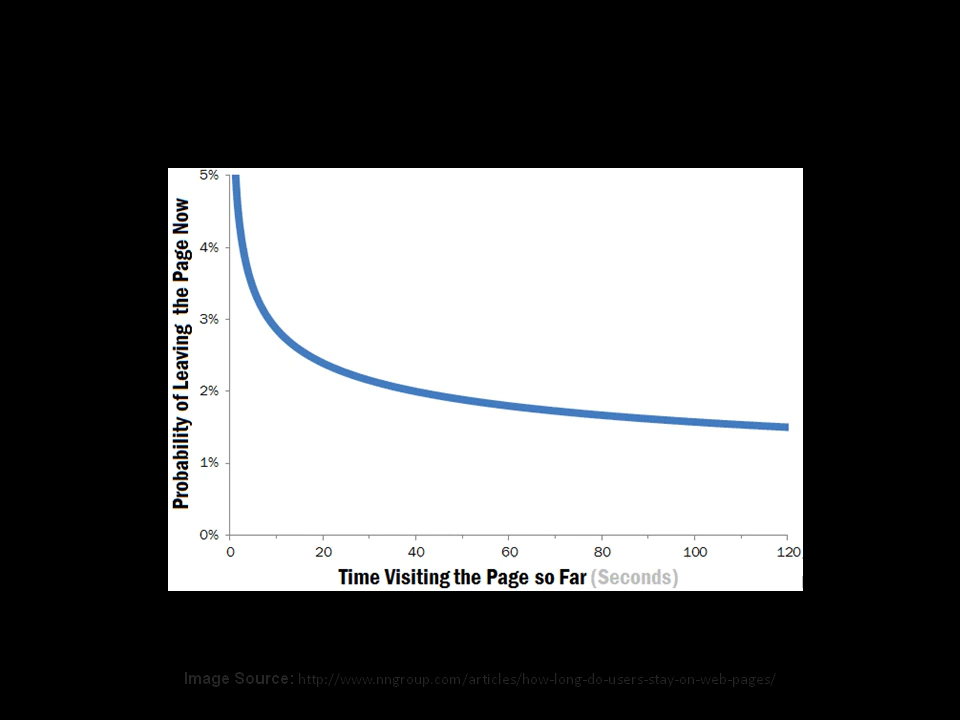 5%
4%
3%
2%
1%
0%
Probability of Leaving the Page Now
0 20 40 60 80 100 120
Time Visiting the Page so Far (Seconds)
Image Source: http://www.nngroup.com/articles/how-long-do-users-stay-on-web-pages/